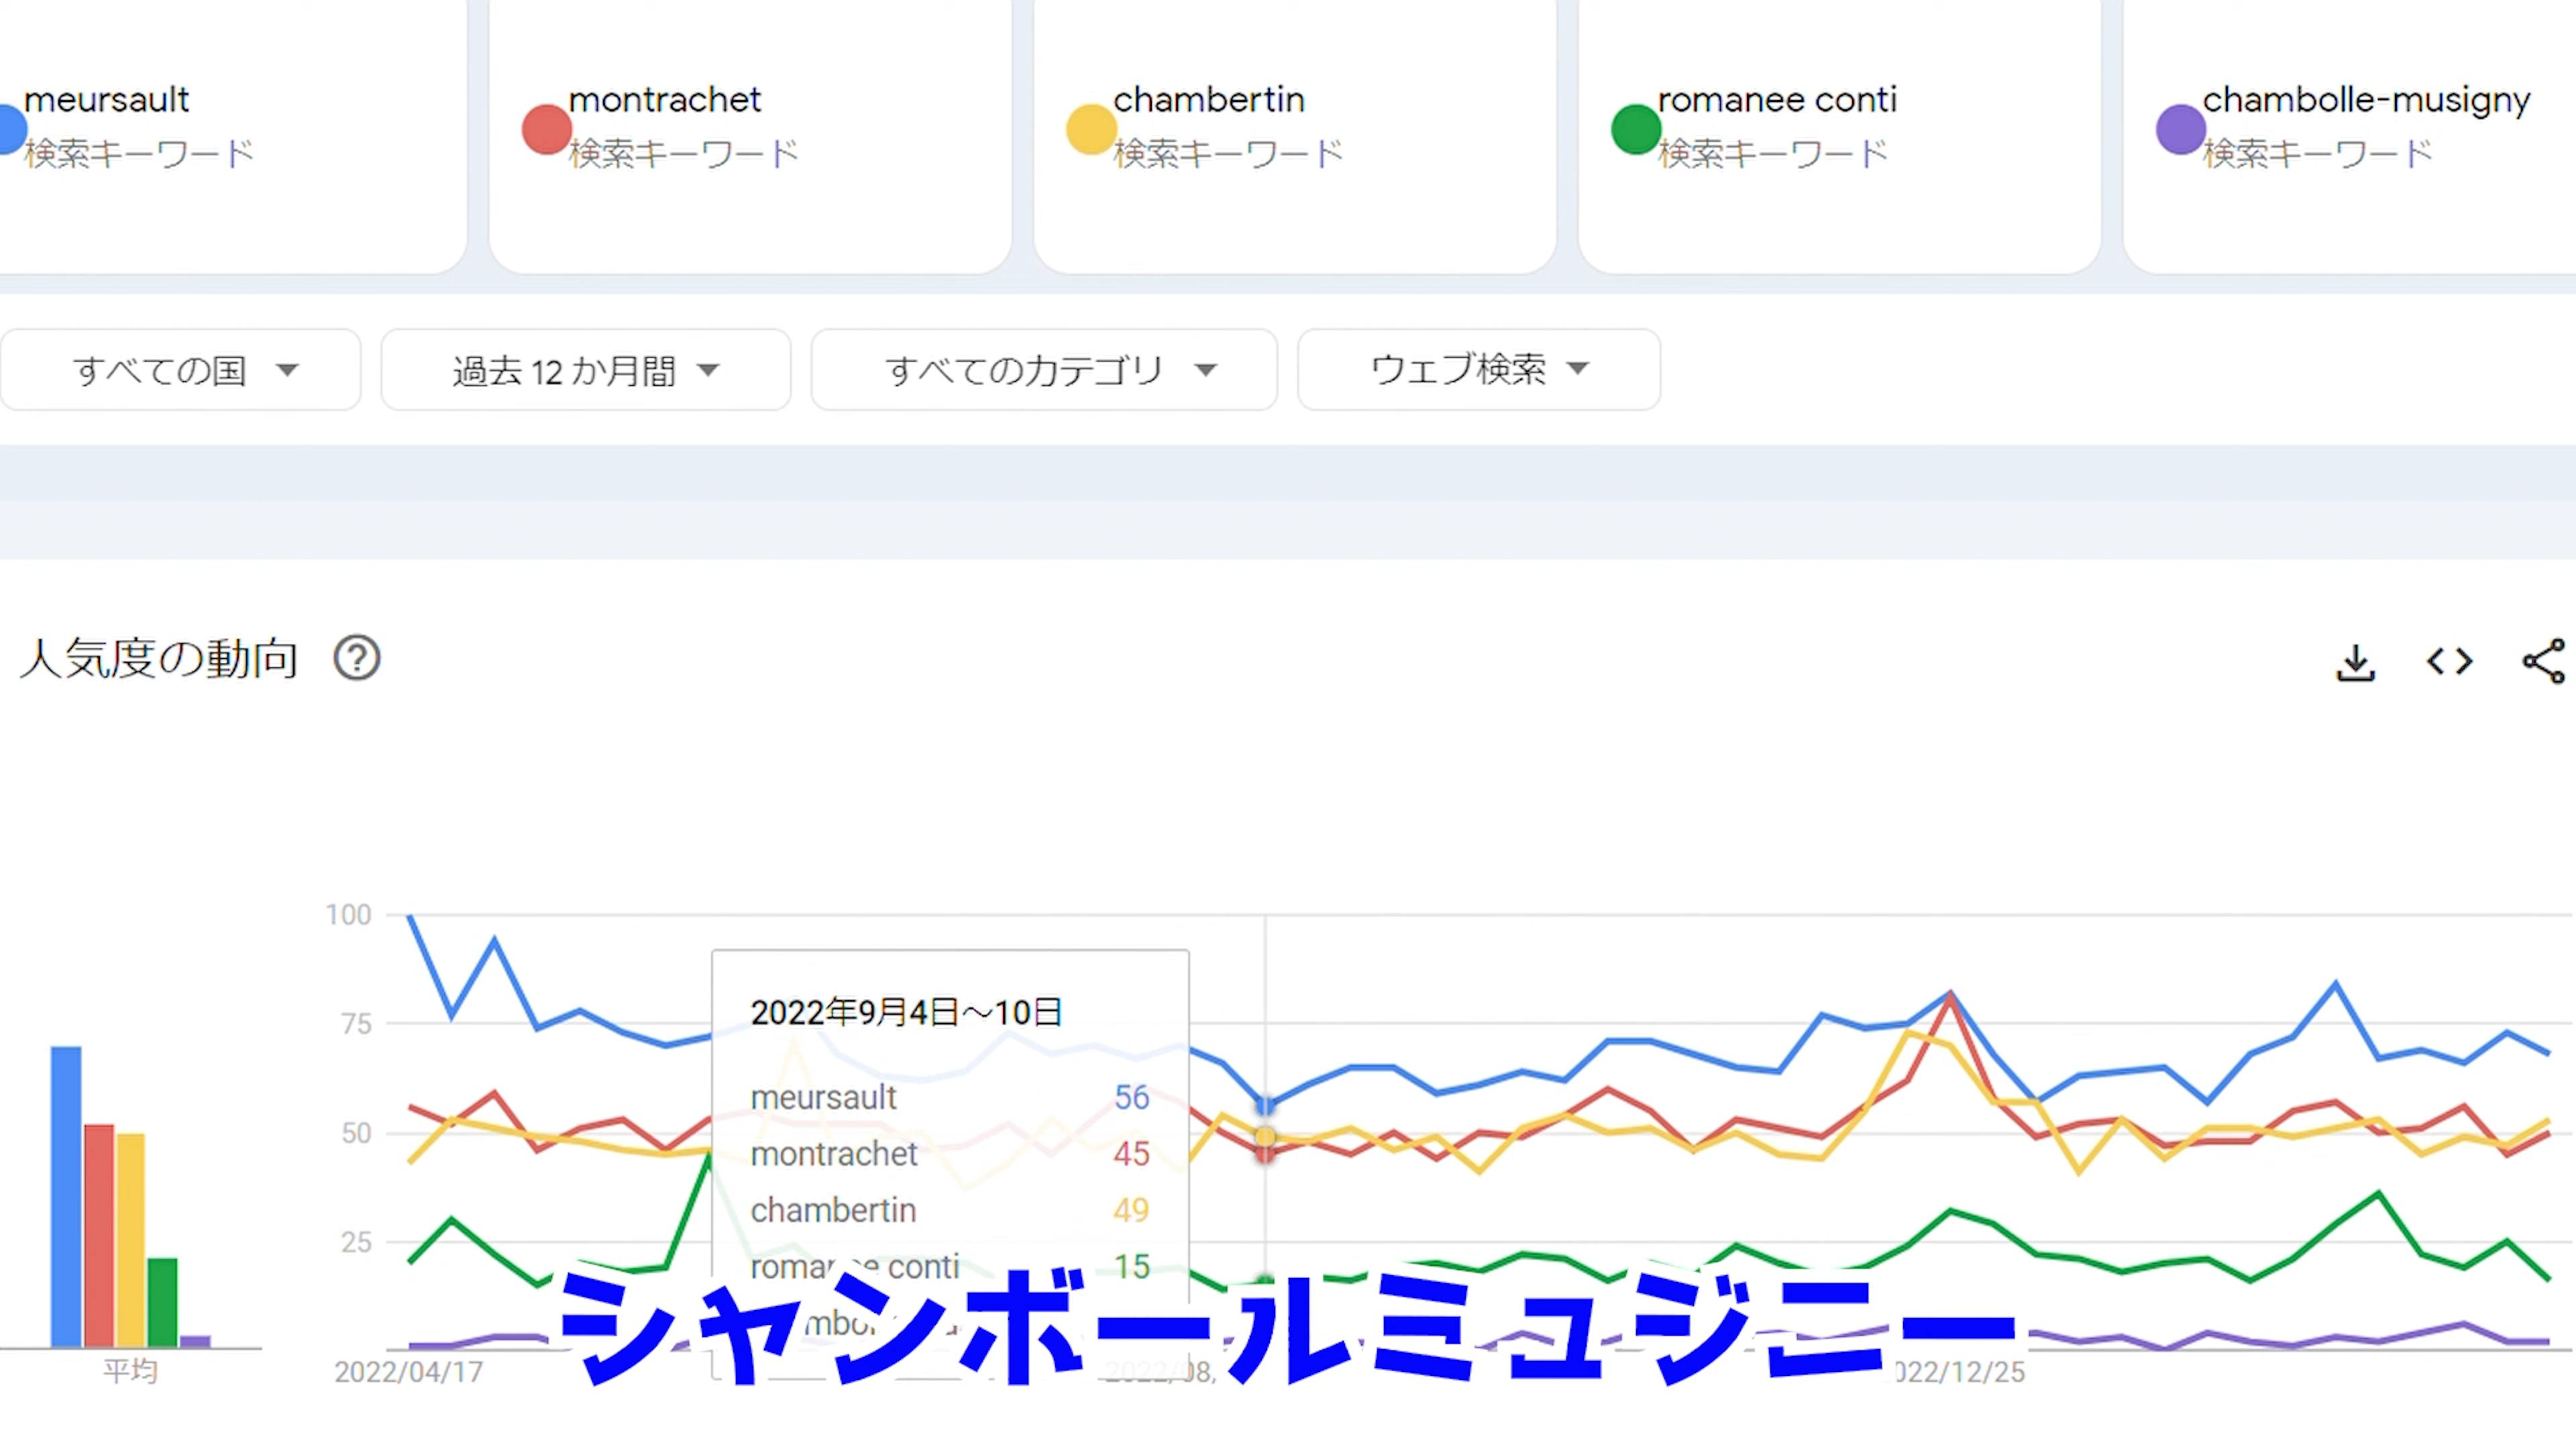 meursault
検索キーワード
montrachet
検索キーワード
chambertin
検索キーワード
romanee conti
検索キーワード
chambolle-musigny
検索キーワード
すべての国
過去 12 か月間
すべてのカテゴリ
ウェブ検索
人気度の動向
100
75
50
25
2022年9月4日～10日
meursault 56
montrachet 45
chambertin 49
romanee conti 15
シャンボールミュジニー
平均
2022/04/17
022/12/25